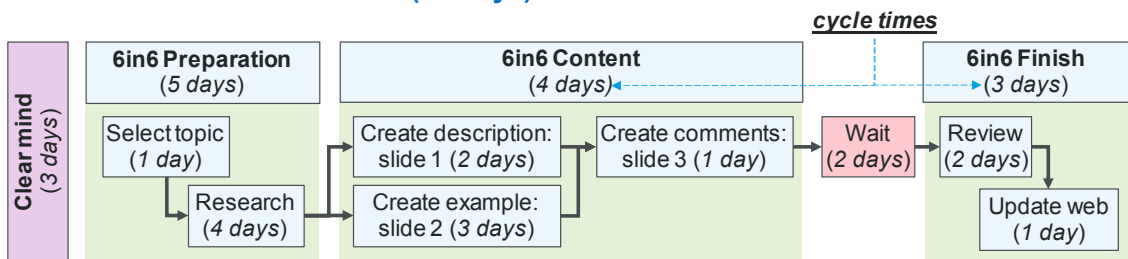 cycle times
6in6 Preparation
(5 days)
6in6 Content
(4 days)
6in6 Finish
(3 days)
Clear mind
(3 days)
Select topic
(1 day)
Research
(4 days)
Create description:
slide 1 (2 days)
Create example:
slide 2 (3 days)
Create comments:
slide 3 (1 day)
Wait
(2 days)
Review
(2 days)
Update web
(1 day)